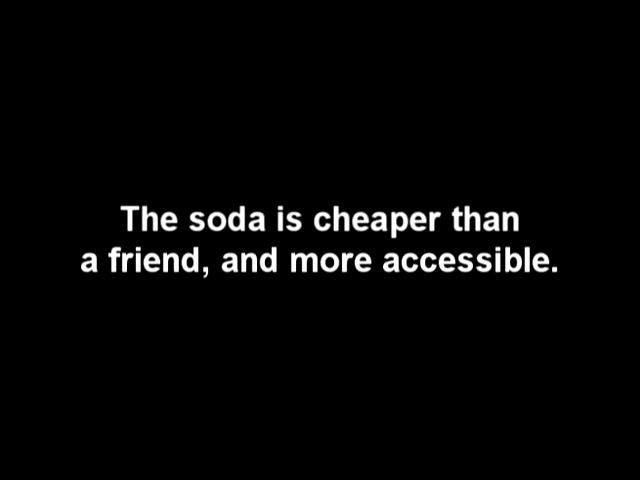 The soda is cheaper than
a friend, and more accessible.